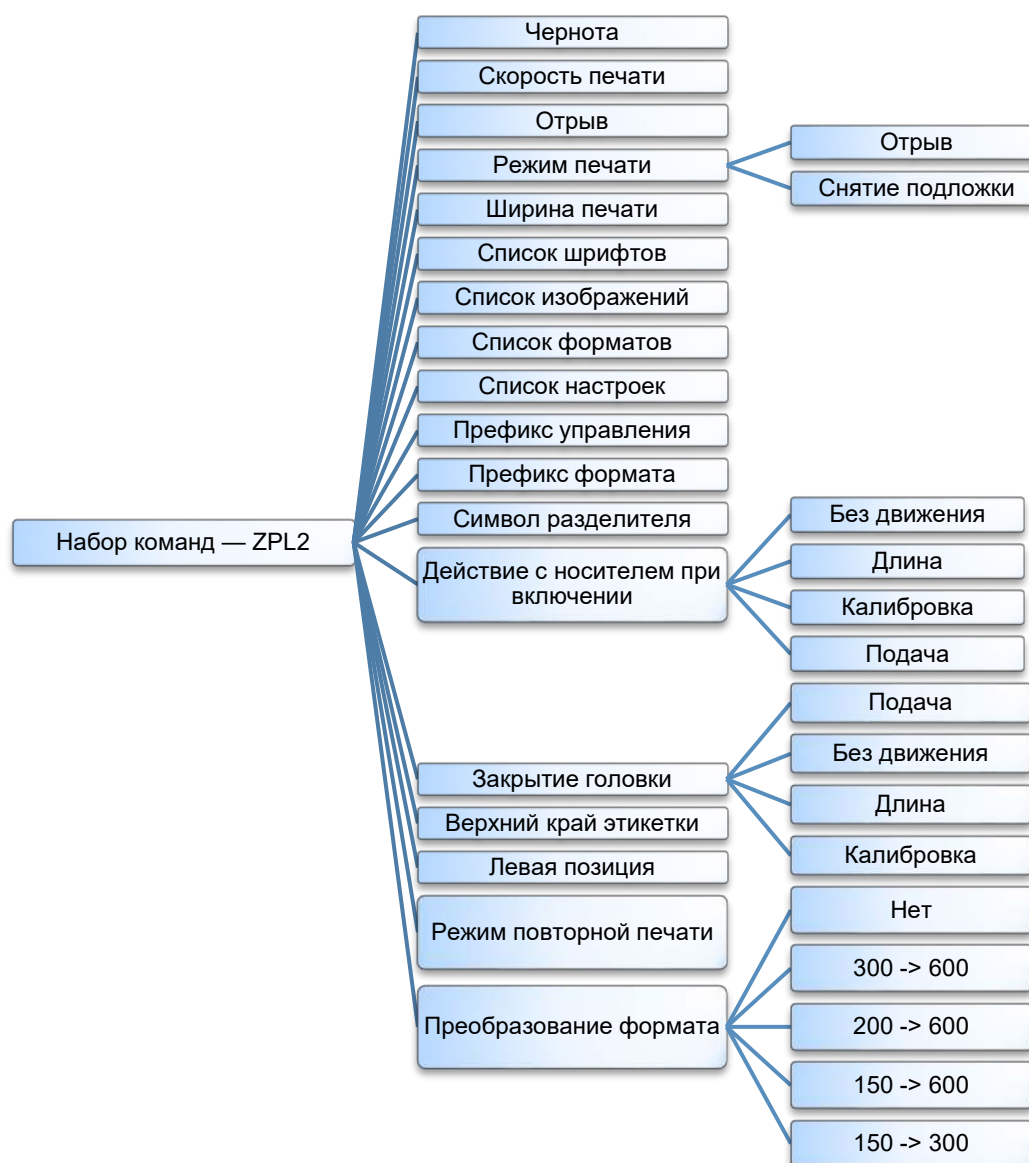 Чернота
Скорость печати
Отрыв
Режим печати
Отрыв
Снятие подложки
Ширина печати
Список шрифтов
Список изображений
Список форматов
Список настроек
Префикс управления
Префикс формата
Символ разделителя
Набор команд — ZPL2
Действие с носителем при
включении
Без движения
Длина
Калибровка
Подача
Закрытие головки
Подача
Без движения
Длина
Калибровка
Верхний край этикетки
Левая позиция
Режим повторной печати
Преобразование формата
Нет
300 -> 600
200 -> 600
150 -> 600
150 -> 300